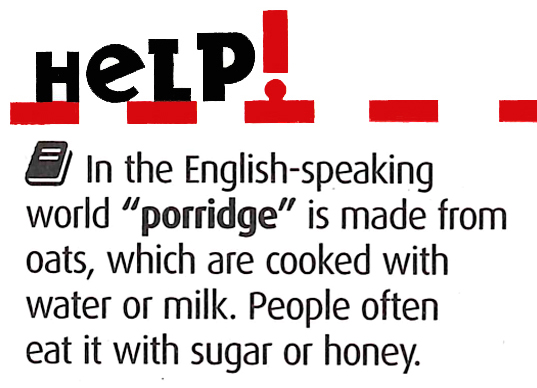 HeLP!
In the English-speaking
world “porridge” is made from
oats, which are cooked with
water or milk. People often
eat it with sugar or honey.